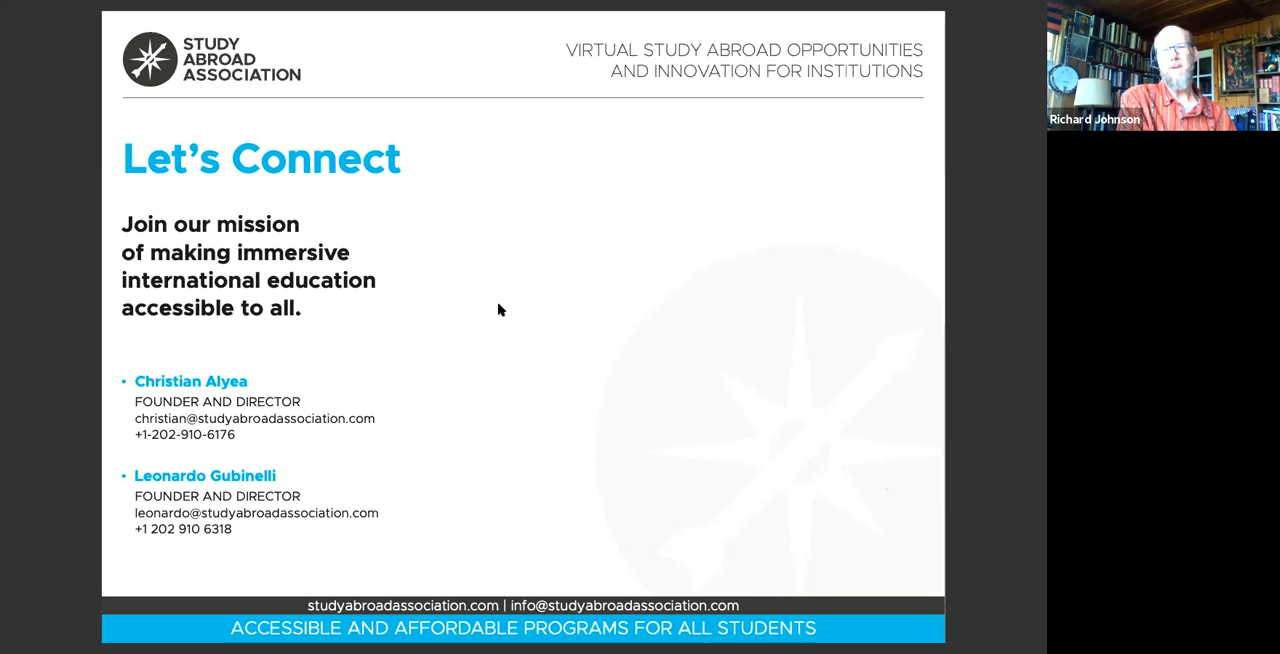 STUDY
ABROAD
ASSOCIATION
VIRTUAL STUDY ABROAD OPPORTUNITIES
AND INNOVATION FOR INSTITUTIONS
Let's Connect
Join our mission
of making immersive
international education
accessible to all.
• Christian Alyea
FOUNDER AND DIRECTOR
christian@studyabroadassociation.com
+1-202-910-6176
• Leonardo Gubinelli
FOUNDER AND DIRECTOR
leonardo@studyabroadassociation.com
+1 202 910 6318
studyabroadassociation.com | info@studyabroadassociation.com
ACCESSIBLE AND AFFORDABLE PROGRAMS FOR ALL STUDENTS
Richard Johnson